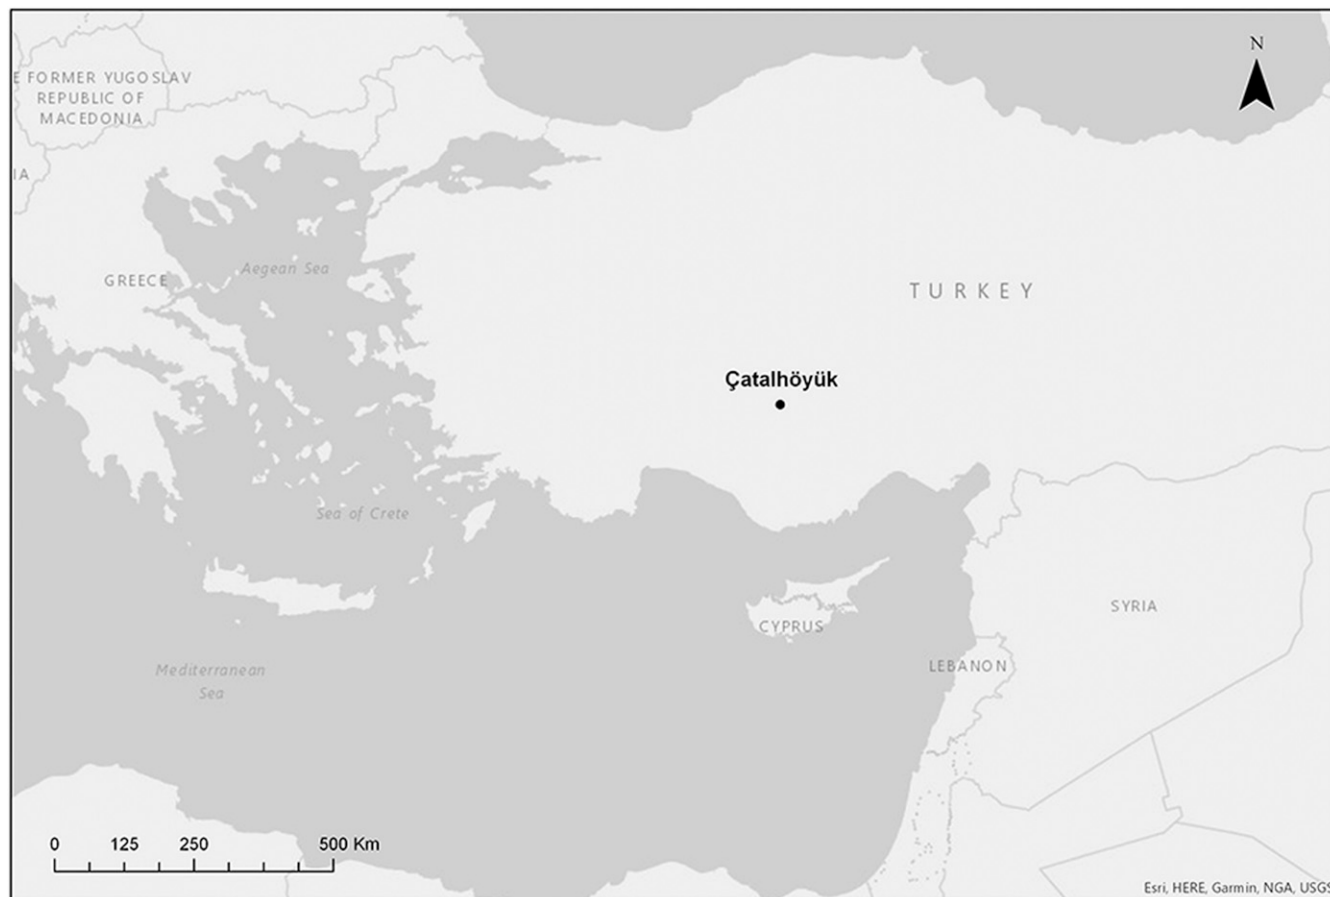 N
E FORMER YUGOSLAV
REPUBLIC OF
MACEDONIA
IA
Aegean Sea
GREECE
TURKEY
Çatalhöyük
Sea of Crete
SYRIA
CYPRUS
LEBANON
Mediterranean
Sea
0 125 250 500 Km
Esri, HERE, Garmin, NGA, USGS